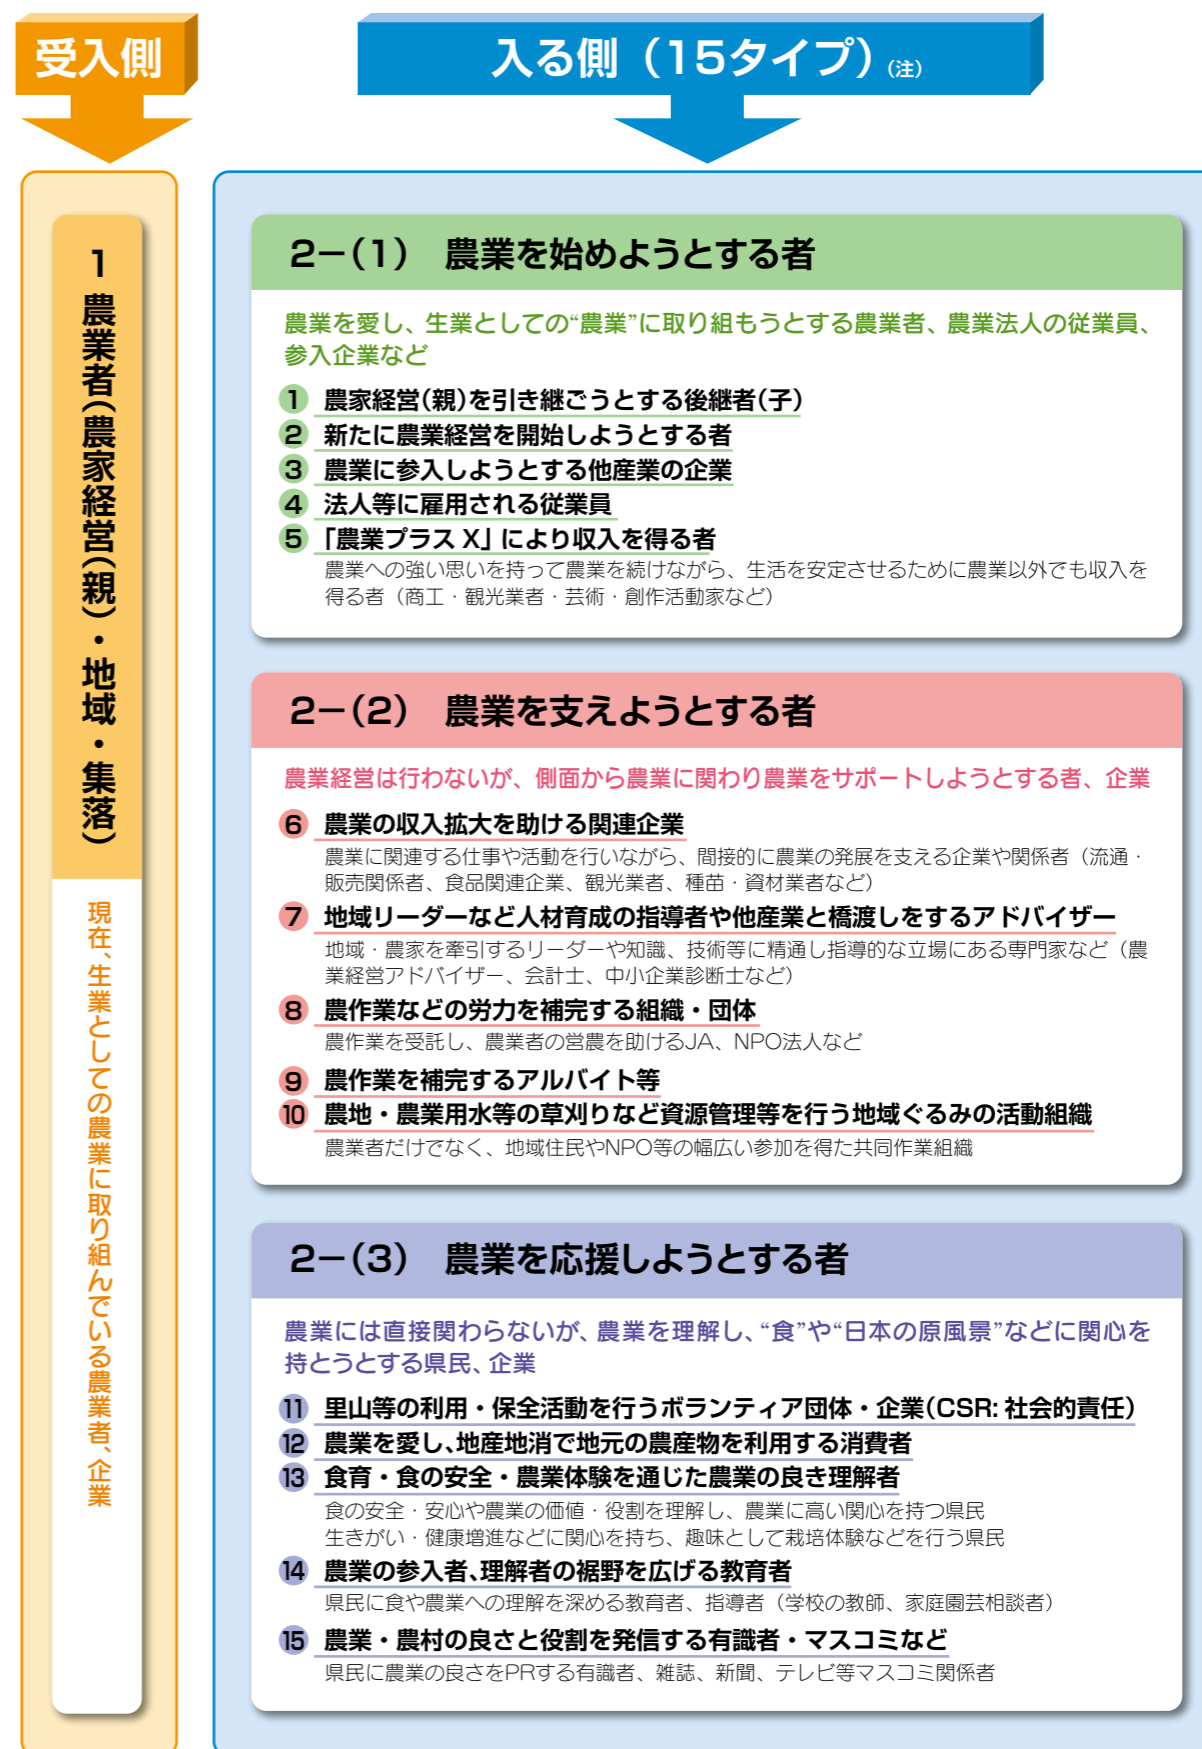 受入側
入る側（15タイプ）(注)
1 農業者（農家経営（親）・地域・集落）
現在、生業としての農業に取り組んでいる農業者、企業
2－(1)　農業を始めようとする者
農業を愛し、生業としての“農業”に取り組もうとする農業者、農業法人の従業員、
参入企業など
① 農家経営（親）を引き継ごうとする後継者（子）
② 新たに農業経営を開始しようとする者
③ 農業に参入しようとする他産業の企業
④ 法人等に雇用される従業員
⑤ 「農業プラス X」により収入を得る者
農業への強い思いを持って農業を続けながら、生活を安定させるために農業以外でも収入を
得る者（商工・観光業者・芸術・創作活動家など）
2－(2)　農業を支えようとする者
農業経営は行わないが、側面から農業に関わり農業をサポートしようとする者、企業
⑥ 農業の収入拡大を助ける関連企業
農業に関連する仕事や活動を行いながら、間接的に農業の発展を支える企業や関係者（流通・
販売関係者、食品関連企業、観光業者、種苗・資材業者など）
⑦ 地域リーダーなど人材育成の指導者や他産業と橋渡しをするアドバイザー
地域・農家を牽引するリーダーや知識、技術等に精通し指導的な立場にある専門家など（農
業経営アドバイザー、会計士、中小企業診断士など）
⑧ 農作業などの労力を補完する組織・団体
農作業を受託し、農業者の営農を助けるJA、NPO法人など
⑨ 農作業を補完するアルバイト等
⑩ 農地・農業用水等の草刈りなど資源管理等を行う地域ぐるみの活動組織
農業者だけでなく、地域住民やNPO等の幅広い参加を得た共同作業組織
2－(3)　農業を応援しようとする者
農業には直接関わらないが、農業を理解し、“食”や“日本の原風景”などに関心を
持とうとする県民、企業
⑪ 里山等の利用・保全活動を行うボランティア団体・企業（CSR: 社会的責任）
⑫ 農業を愛し、地産地消で地元の農産物を利用する消費者
⑬ 食育・食の安全・農業体験を通じた農業の良き理解者
食の安全・安心や農業の価値・役割を理解し、農業に高い関心を持つ県民
生きがい・健康増進などに関心を持ち、趣味として栽培体験などを行う県民
⑭ 農業の参入者、理解者の裾野を広げる教育者
県民に食や農業への理解を深める教育者、指導者（学校の教師、家庭園芸相談者）
⑮ 農業・農村の良さと役割を発信する有識者・マスコミなど
県民に農業の良さをPRする有識者、雑誌、新聞、テレビ等マスコミ関係者